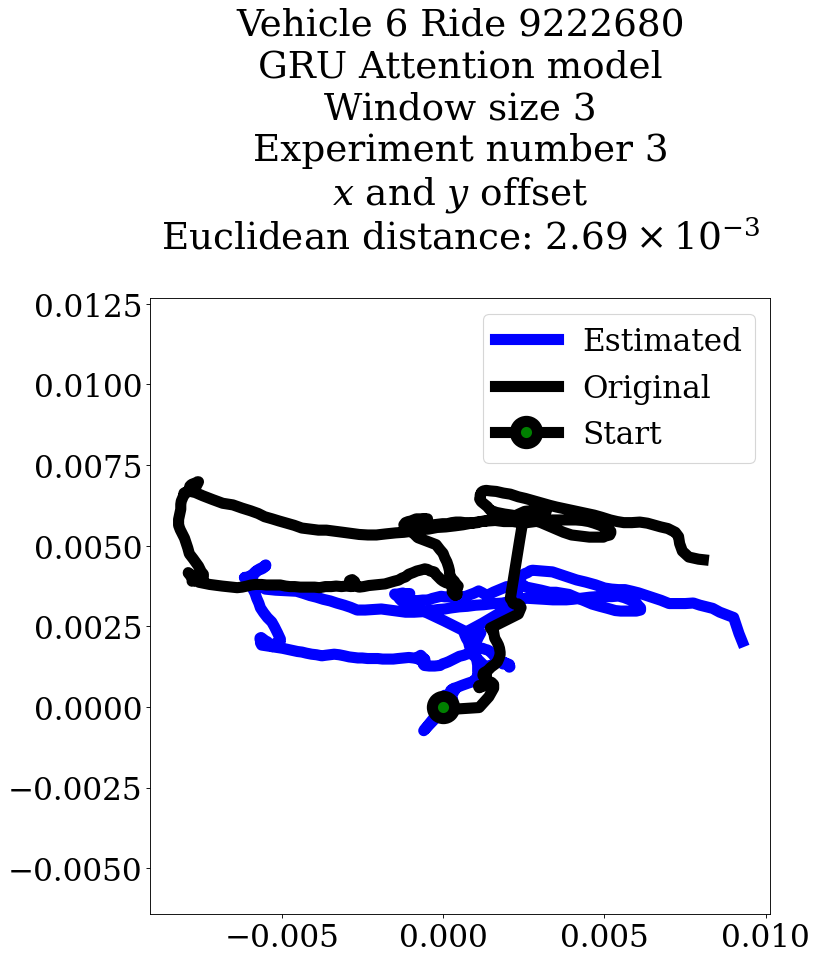 Vehicle 6 Ride 9222680
GRU Attention model
Window size 3
Experiment number 3
x and y offset
Euclidean distance: 2.69 × 10⁻³
0.0125
0.0100
0.0075
0.0050
0.0025
0.0000
−0.0025
−0.0050
Estimated
Original
Start
−0.005 0.000 0.005 0.010